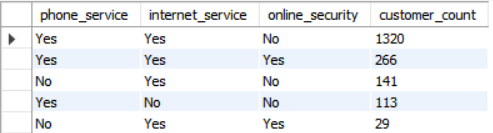 phone_service internet_service online_security customer_count
Yes Yes No 1320
Yes Yes Yes 266
No Yes No 141
Yes No No 113
No Yes Yes 29